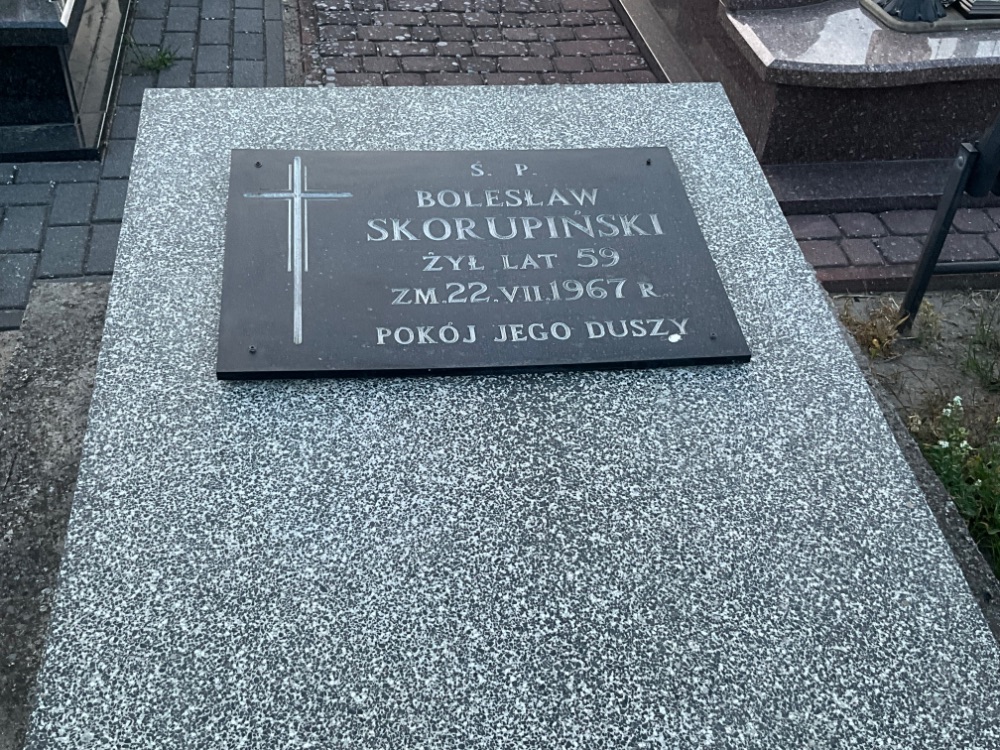 Ś. P.
BOLESŁAW
SKORUPIŃSKI
ŻYŁ LAT 59
ZM. 22.VII.1967 R
POKÓJ JEGO DUSZY